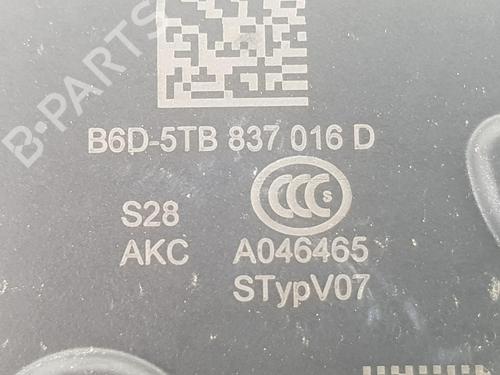 B-PARTS
B6D-5TB 837 016 D
S28
CCC S
AKC A046465
STypV07